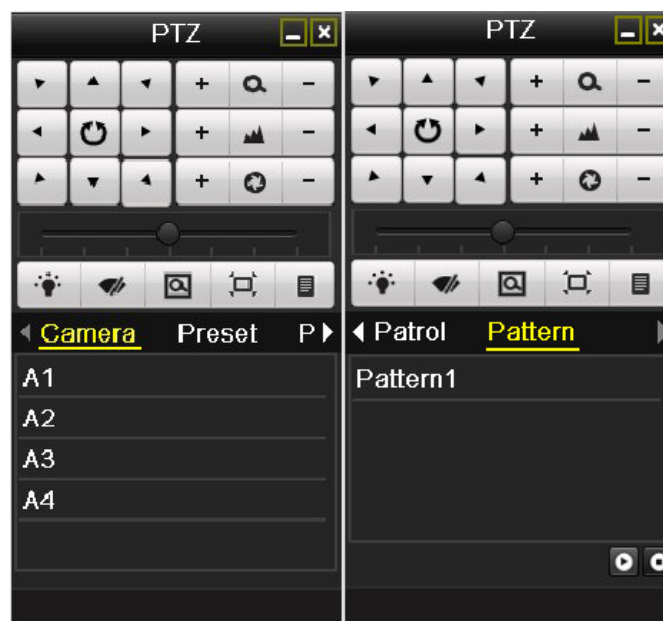 PTZ
Camera Preset P
A1
A2
A3
A4
PTZ
Patrol Pattern
Pattern1